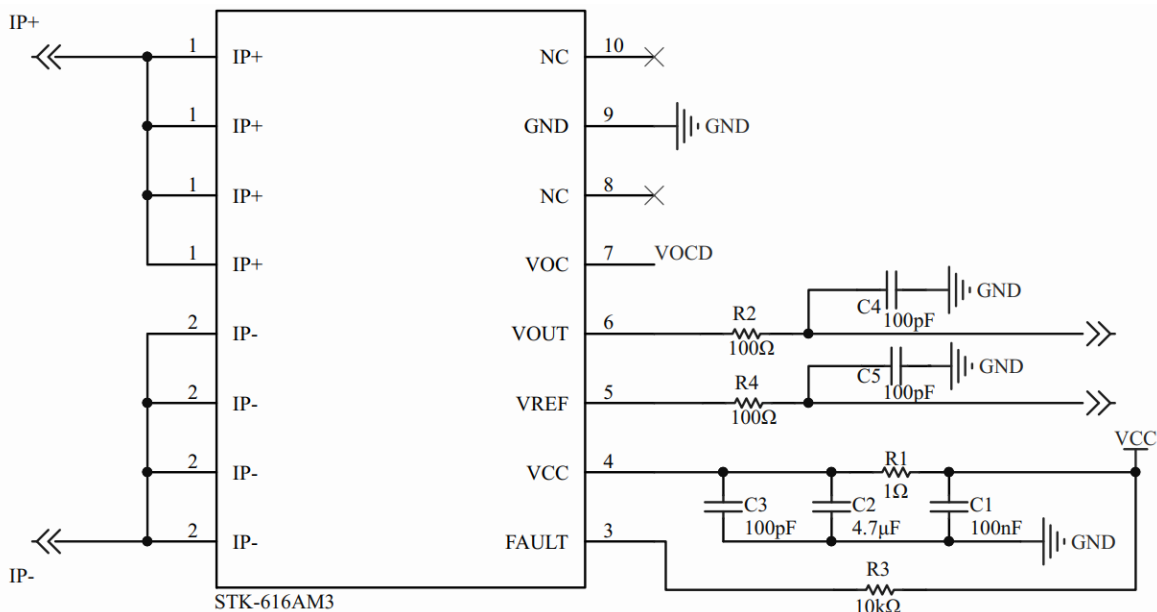 IP+
1 IP+ NC 10
1 IP+ GND 9 GND
1 IP+ NC 8
1 IP+ VOC 7 VOCD
C4 100pF GND
2 IP- VOUT 6 R2 100Ω
C5 100pF GND
2 IP- VREF 5 R4 100Ω
VCC
2 IP- VCC 4 R1 1Ω
C3 100pF C2 4.7µF C1 100nF GND
2 IP- FAULT 3
R3 10kΩ
IP-
STK-616AM3